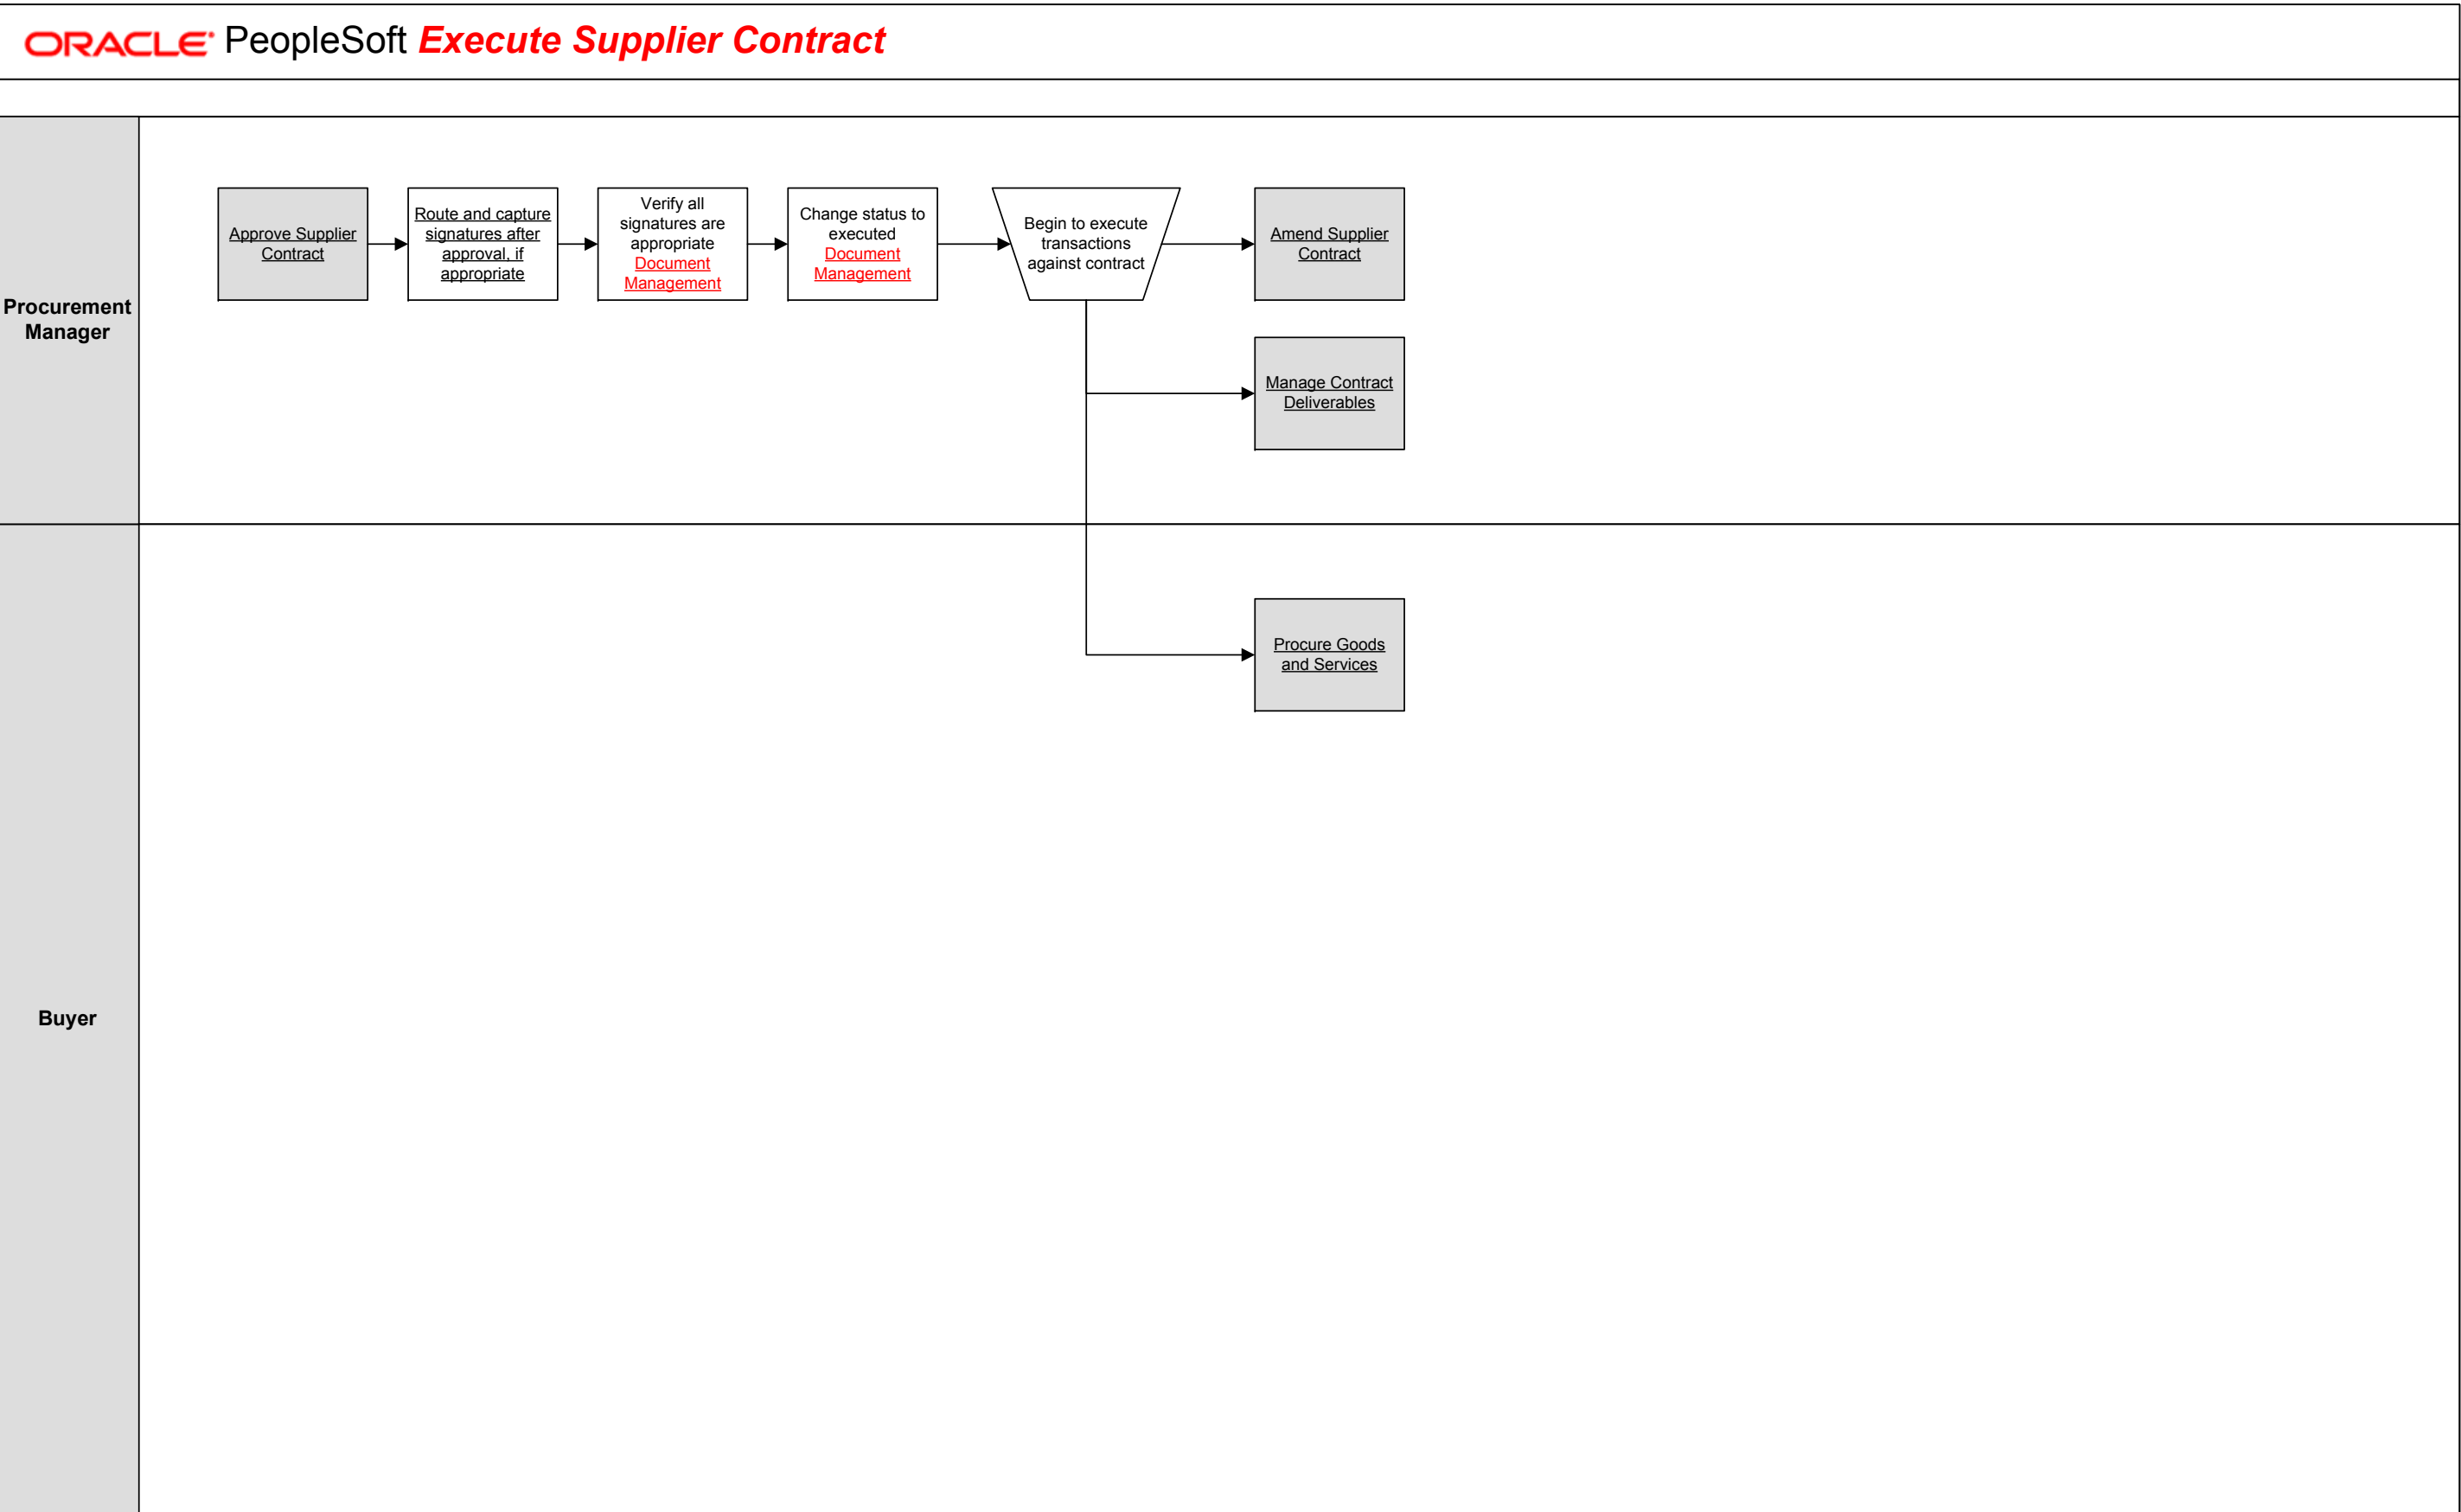 ORACLE® PeopleSoft Execute Supplier Contract
Procurement
Manager
Approve Supplier
Contract
Route and capture
signatures after
approval, if
appropriate
Verify all
signatures are
appropriate
Document
Management
Change status to
executed
Document
Management
Begin to execute
transactions
against contract
Amend Supplier
Contract
Manage Contract
Deliverables
Buyer
Procure Goods
and Services